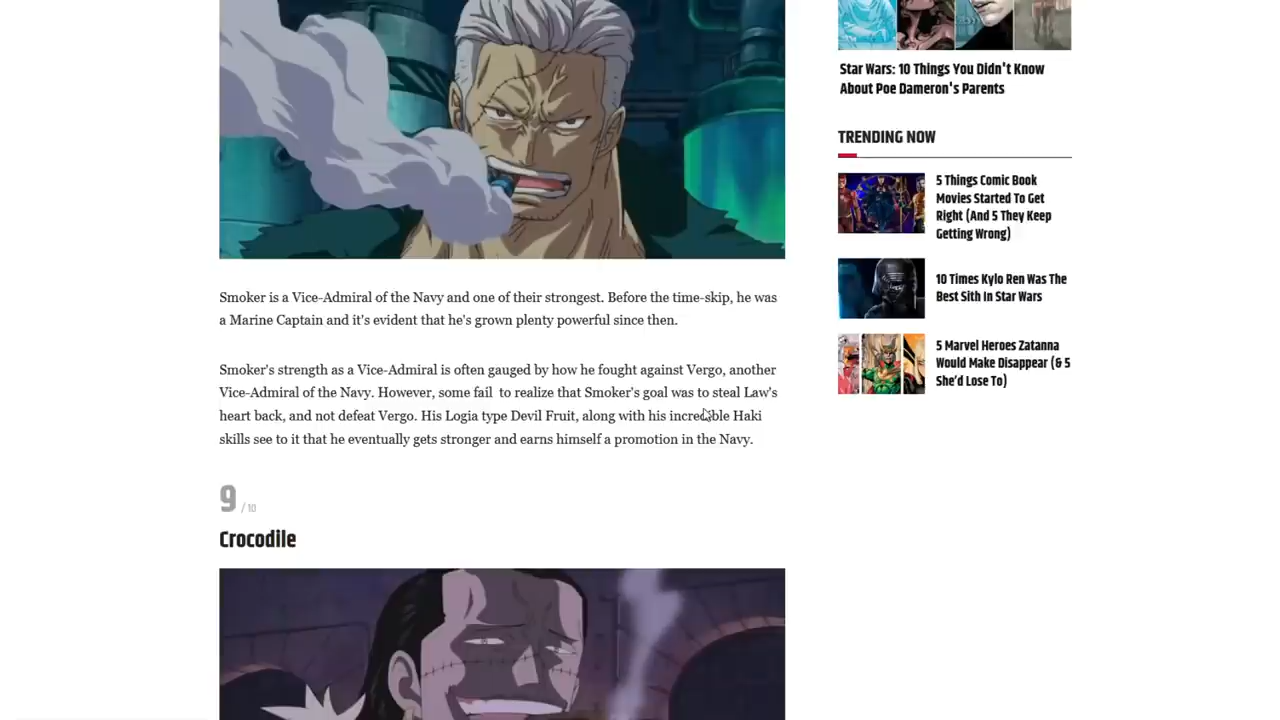 Star Wars: 10 Things You Didn't Know
About Poe Dameron's Parents
TRENDING NOW
5 Things Comic Book
Movies Started To Get
Right (And 5 They Keep
Getting Wrong)
10 Times Kylo Ren Was The
Best Sith In Star Wars
5 Marvel Heroes Zatanna
Would Make Disappear (& 5
She'd Lose To)
Smoker is a Vice-Admiral of the Navy and one of their strongest. Before the time-skip, he was
a Marine Captain and it's evident that he's grown plenty powerful since then.
Smoker's strength as a Vice-Admiral is often gauged by how he fought against Vergo, another
Vice-Admiral of the Navy. However, some fail to realize that Smoker's goal was to steal Law's
heart back, and not defeat Vergo. His Logia type Devil Fruit, along with his incredible Haki
skills see to it that he eventually gets stronger and earns himself a promotion in the Navy.
9 / 10
Crocodile